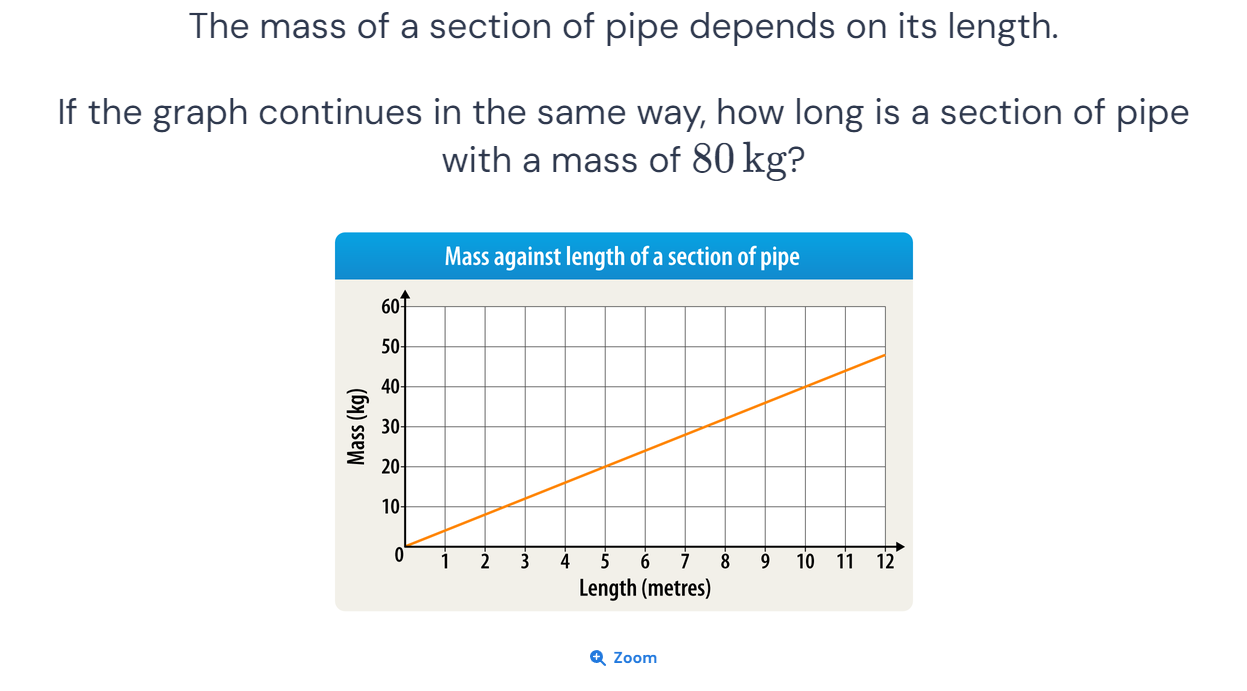 The mass of a section of pipe depends on its length.
If the graph continues in the same way, how long is a section of pipe
with a mass of 80 kg?
Mass against length of a section of pipe
60
50
40
30
20
10
0
Mass (kg)
1 2 3 4 5 6 7 8 9 10 11 12
Length (metres)
Zoom